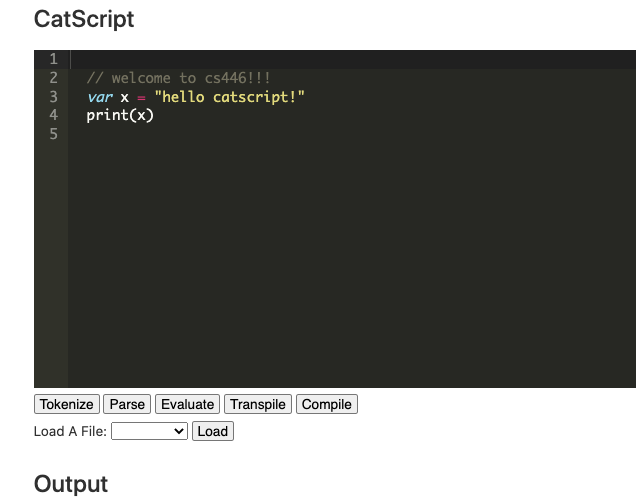 CatScript
1
2 // welcome to cs446!!!
3 var x = "hello catscript!"
4 print(x)
5
Tokenize Parse Evaluate Transpile Compile
Load A File: Load
Output